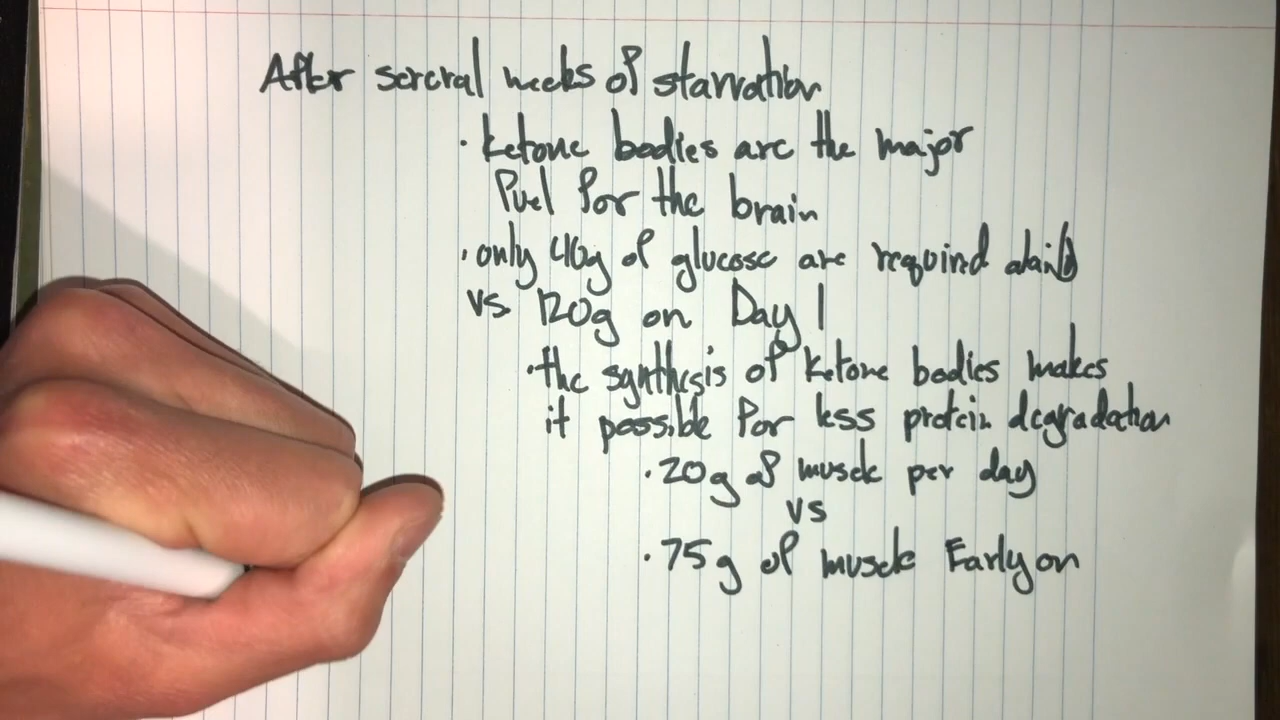 After several weeks of starvation
· ketone bodies are the major
fuel for the brain
· only 40g of glucose are required daily
vs. 120g on Day 1
· the synthesis of ketone bodies makes
it possible for less protein degradation
· 20g of muscle per day
vs
· 75g of muscle Early on